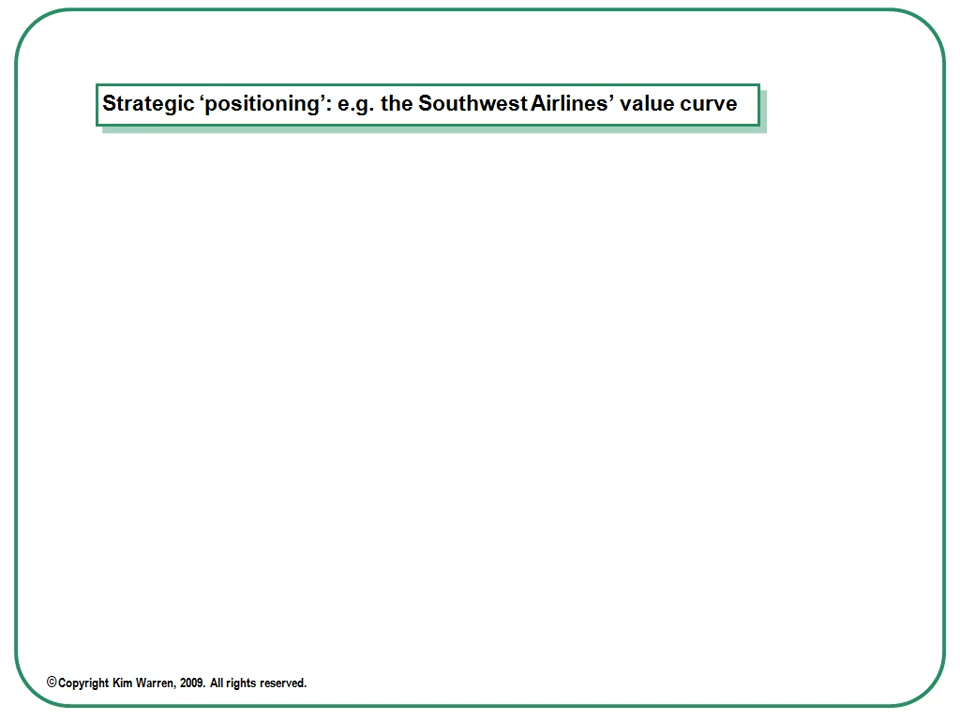 Strategic ‘positioning’: e.g. the Southwest Airlines’ value curve
©Copyright Kim Warren, 2009. All rights reserved.